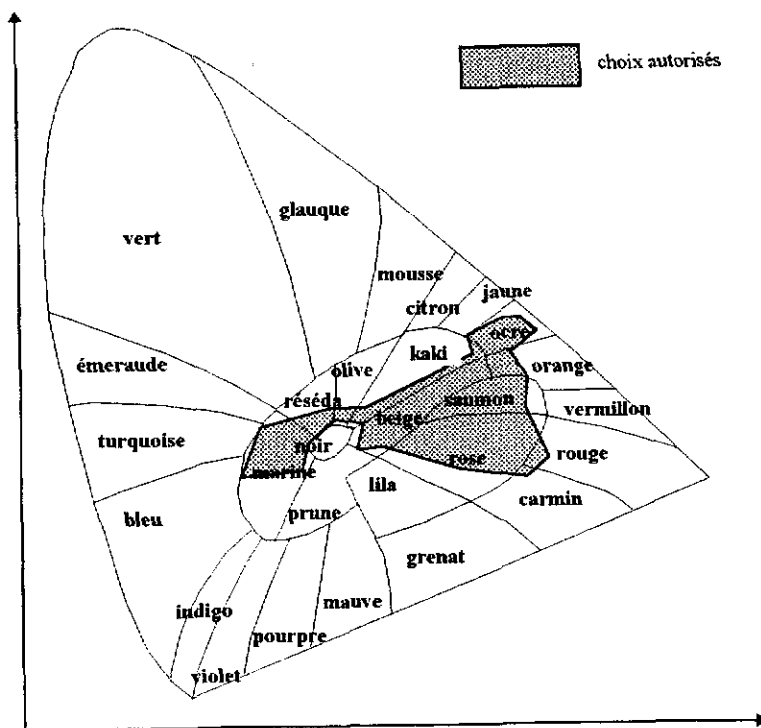 choix autorisés
glauque
vert
mousse
jaune
citron
ocre
kaki
olive
orange
émeraude
réséda
saumon
vermillon
beige
turquoise
noir
rouge
rose
marine
lila
carmin
prune
bleu
grenat
mauve
indigo
pourpre
violet